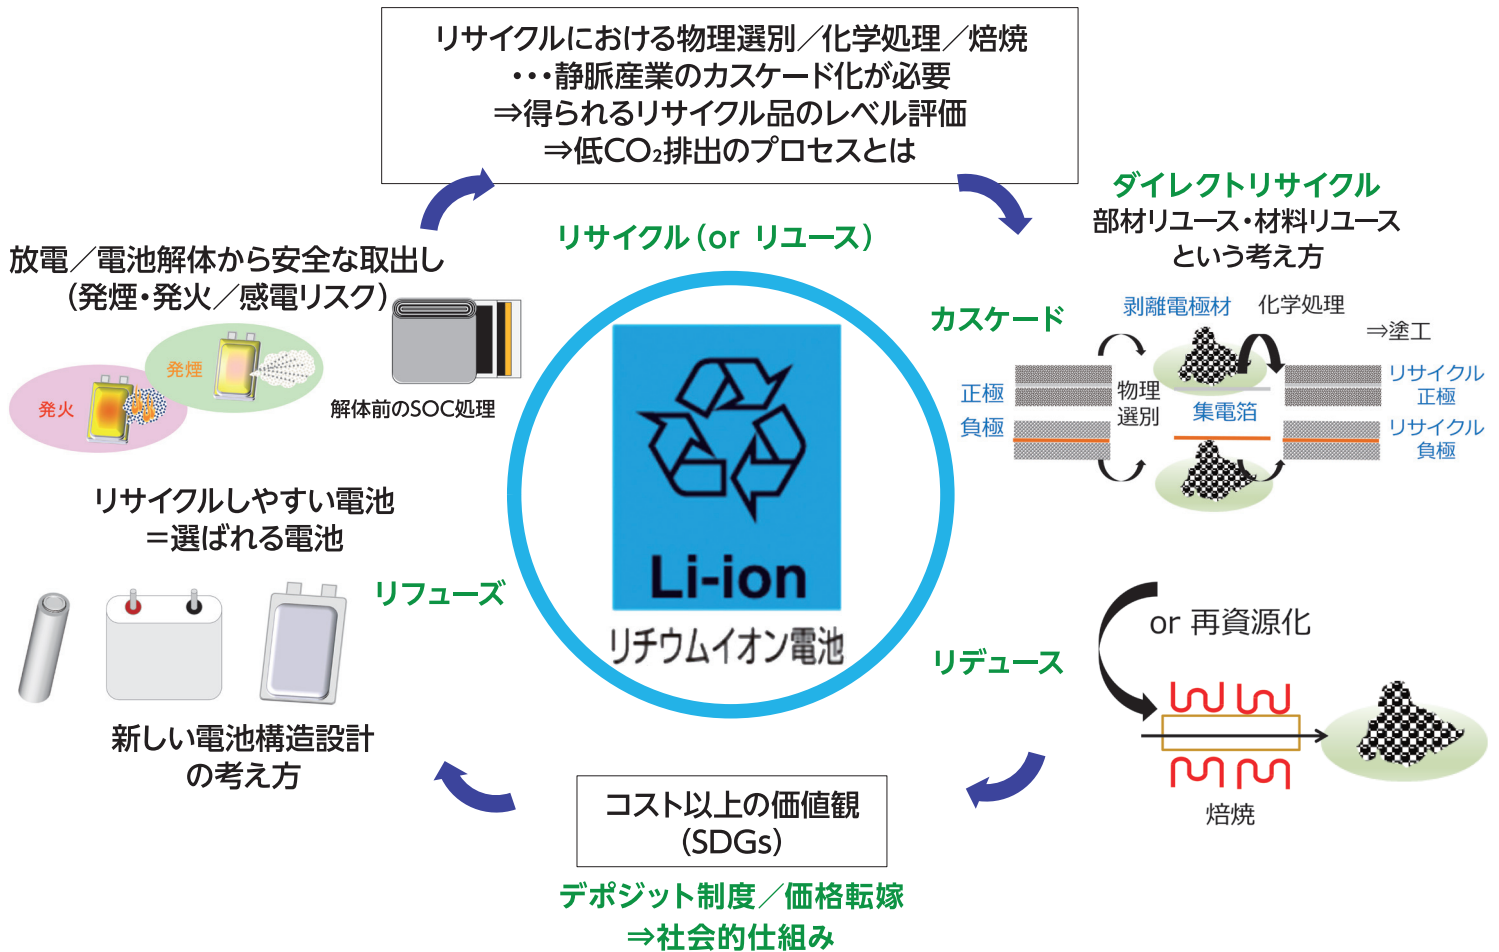 リサイクルにおける物理選別／化学処理／焙焼
・・・静脈産業のカスケード化が必要
⇒得られるリサイクル品のレベル評価
⇒低CO₂排出のプロセスとは
ダイレクトリサイクル
部材リユース・材料リユース
という考え方
リサイクル（or リユース）
放電／電池解体から安全な取出し
（発煙・発火／感電リスク）
発煙
発火
解体前のSOC処理
カスケード
剥離電極材
化学処理
⇒塗工
正極
負極
物理
選別
集電箔
リサイクル
正極
リサイクル
負極
リサイクルしやすい電池
＝選ばれる電池
リフューズ
Li-ion
リチウムイオン電池
リデュース
or 再資源化
焙焼
新しい電池構造設計
の考え方
コスト以上の価値観
(SDGs)
デポジット制度／価格転嫁
⇒社会的仕組み